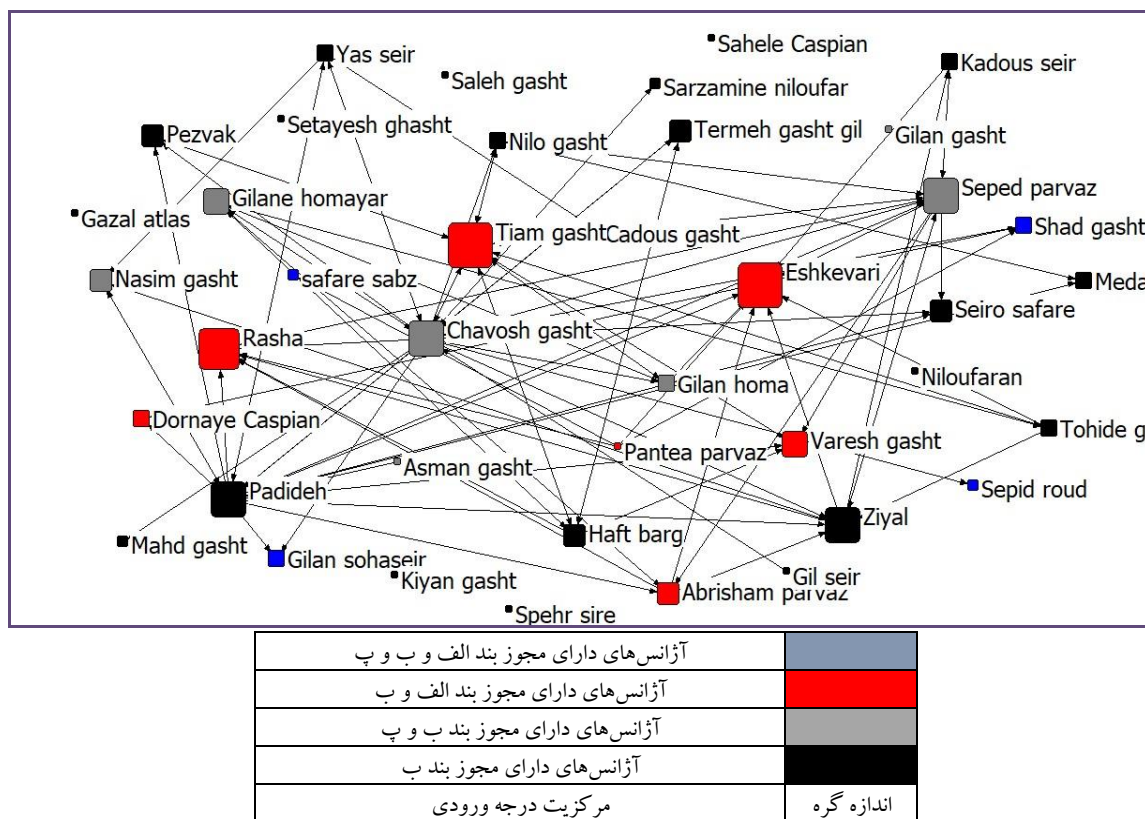 Sahele Caspian
Yas seir
Kadous seir
Saleh gasht
Sarzamine niloufar
Setayesh ghasht
Pezvak
Nilo gasht
Termeh gasht gil
Gilan gasht
Seped parvaz
Gilane homayar
Gazal atlas
Tiam gasht
Cadous gasht
Shad gasht
Nasim gasht
safare sabz
Eshkevari
Meda
Seiro safare
Rasha
Chavosh gasht
Gilan homa
Niloufaran
Dornaye Caspian
Pantea parvaz
Varesh gasht
Tohide g
Asman gasht
Padideh
Sepid roud
Ziyal
Mahd gasht
Haft barg
Gilan sohaseir
Kiyan gasht
Gil seir
Abrisham parvaz
Spehr sire
آژانس‌های دارای مجوز بند الف و ب و پ
آژانس‌های دارای مجوز بند الف و ب
آژانس‌های دارای مجوز بند ب و پ
آژانس‌های دارای مجوز بند ب
اندازه گره مرکزیت درجه ورودی